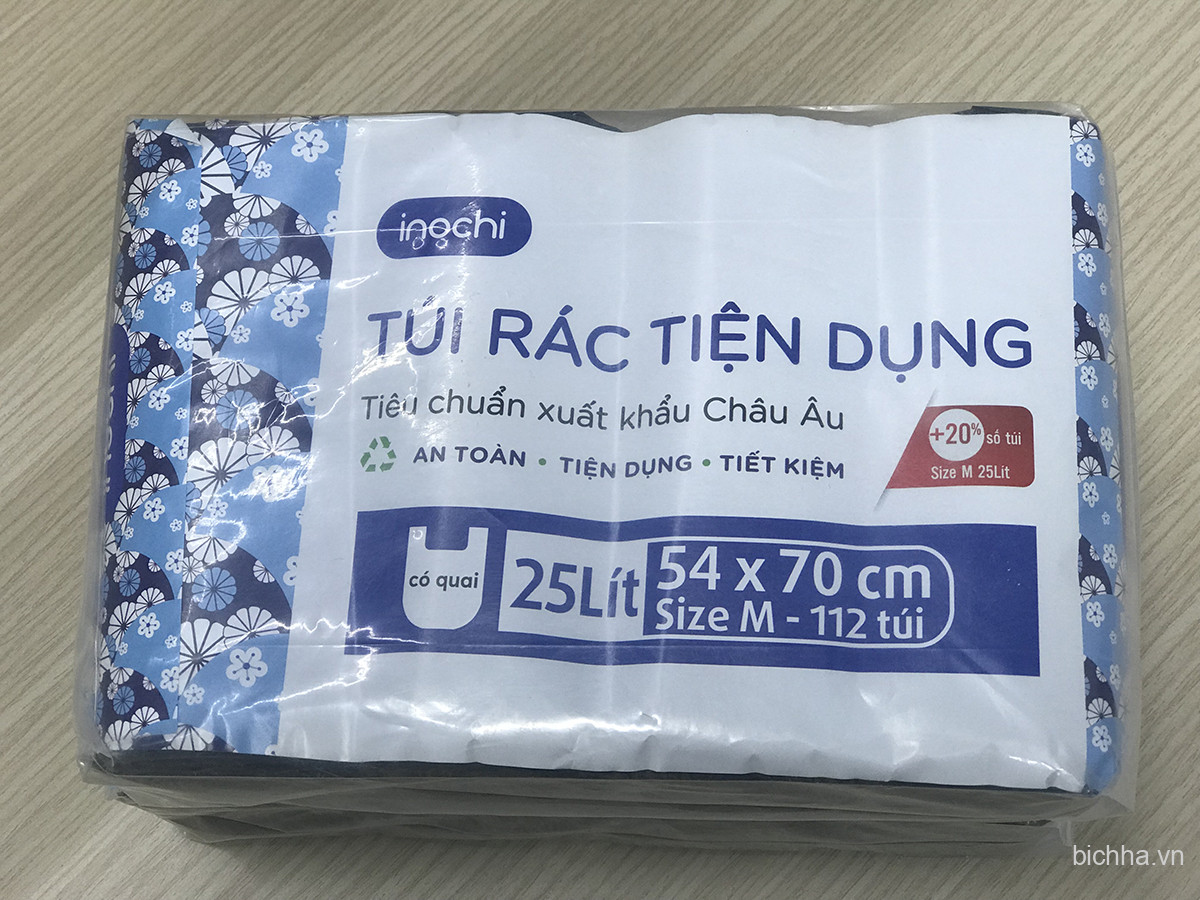 inochi
TÚI RÁC TIỆN DỤNG
Tiêu chuẩn xuất khẩu Châu Âu
AN TOÀN • TIỆN DỤNG • TIẾT KIỆM
+20% số túi
Size M 25Lít
có quai
25Lít
54 x 70 cm
Size M - 112 túi
bichha.vn